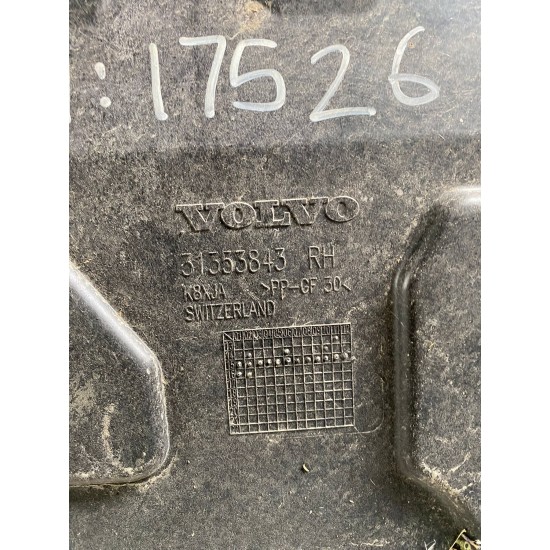 : 17526
VOLVO
31353843 RH
K8XJA >PP-GF 30<
SWITZERLAND